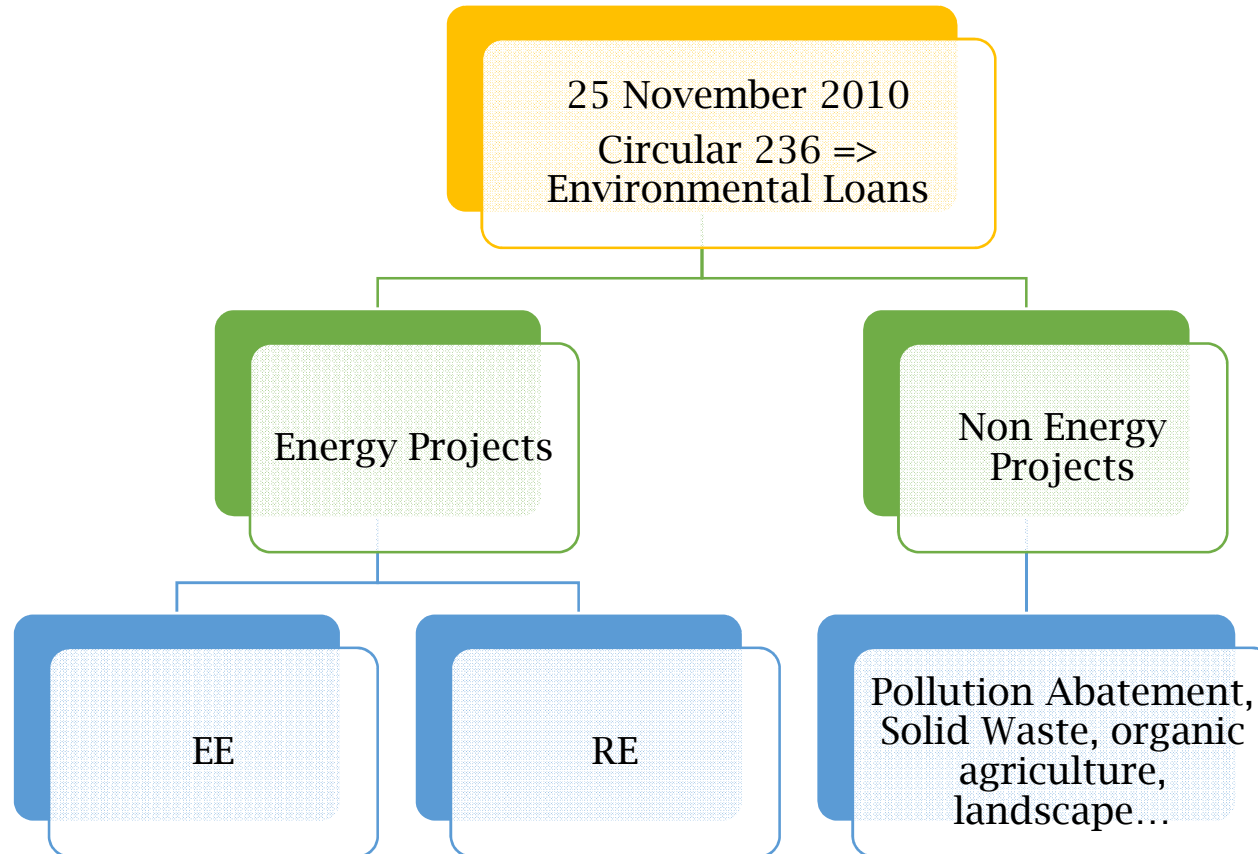 25 November 2010
Circular 236 =>
Environmental Loans
Energy Projects
Non Energy
Projects
EE
RE
Pollution Abatement,
Solid Waste, organic
agriculture,
landscape…